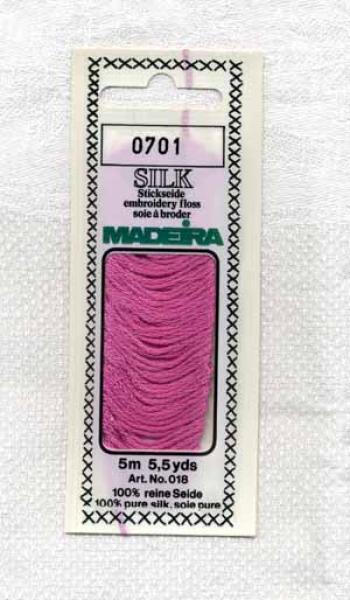 0701
SILK
Stickseide
embroidery floss
soie à broder
MADEIRA
5m 5,5yds
Art. No. 018
100% reine Seide
100% pure silk, soie pure